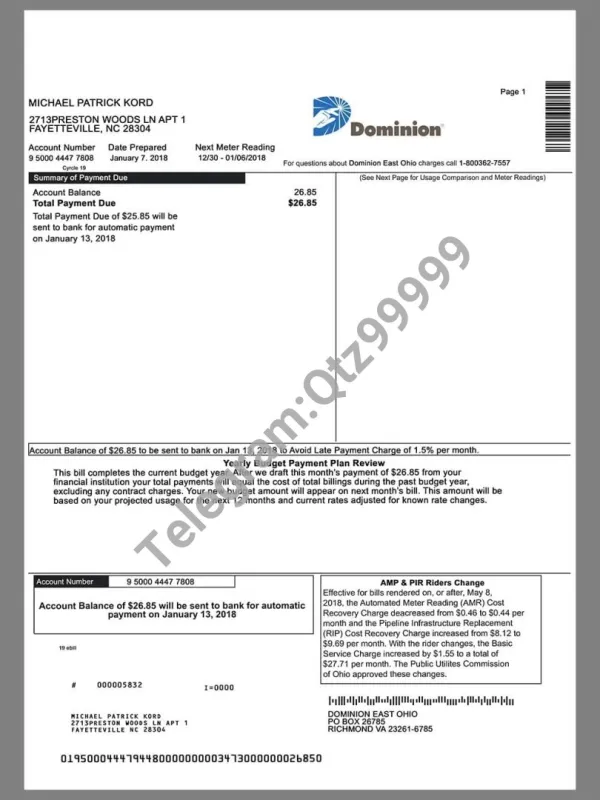 Page 1
MICHAEL PATRICK KORD
2713PRESTON WOODS LN APT 1
FAYETTEVILLE, NC 28304
Dominion
Account Number Date Prepared Next Meter Reading
9 5000 4447 7808 January 7. 2018 12/30 - 01/06/2018
Cyrcle 19
For questions about Dominion East Ohio charges call 1-800362-7557
Summary of Payment Due
(See Next Page for Usage Comparison and Meter Readings)
Account Balance 26.85
Total Payment Due $26.85
Total Payment Due of $25.85 will be
sent to bank for automatic payment
on January 13, 2018
Telegram:Qtz99999
Account Balance of $26.85 to be sent to bank on Jan 13, 2018 to Avoid Late Payment Charge of 1.5% per month.
Yearly Budget Payment Plan Review
This bill completes the current budget year. After we draft this month's payment of $26.85 from your
financial institution your total payments will equal the cost of total billings during the past budget year,
excluding any contract charges. Your new budget amount will appear on next month's bill. This amount will be
based on your projected usage for the next 12 months and current rates adjusted for known rate changes.
Account Number 9 5000 4447 7808
Account Balance of $26.85 will be sent to bank for automatic
payment on January 13, 2018
AMP & PIR Riders Change
Effective for bills rendered on, or after, May 8,
2018, the Automated Meter Reading (AMR) Cost
Recovery Charge deacreased from $0.46 to $0.44 per
month and the Pipeline Infrastructure Replacement
(RIP) Cost Recovery Charge increased from $8.12 to
$9.69 per month. With the rider changes, the Basic
Service Charge increased by $1.55 to a total of
$27.71 per month. The Public Utilites Commission
of Ohio approved these changes.
19 ebill
# 000005832 I=0000
MICHAEL PATRICK KORD
2713PRESTON WOODS LN APT 1
FAYETTEVILLE, NC 28304
DOMINION EAST OHIO
PO BOX 26785
RICHMOND VA 23261-6785
0195000444794480000000003473000000026850